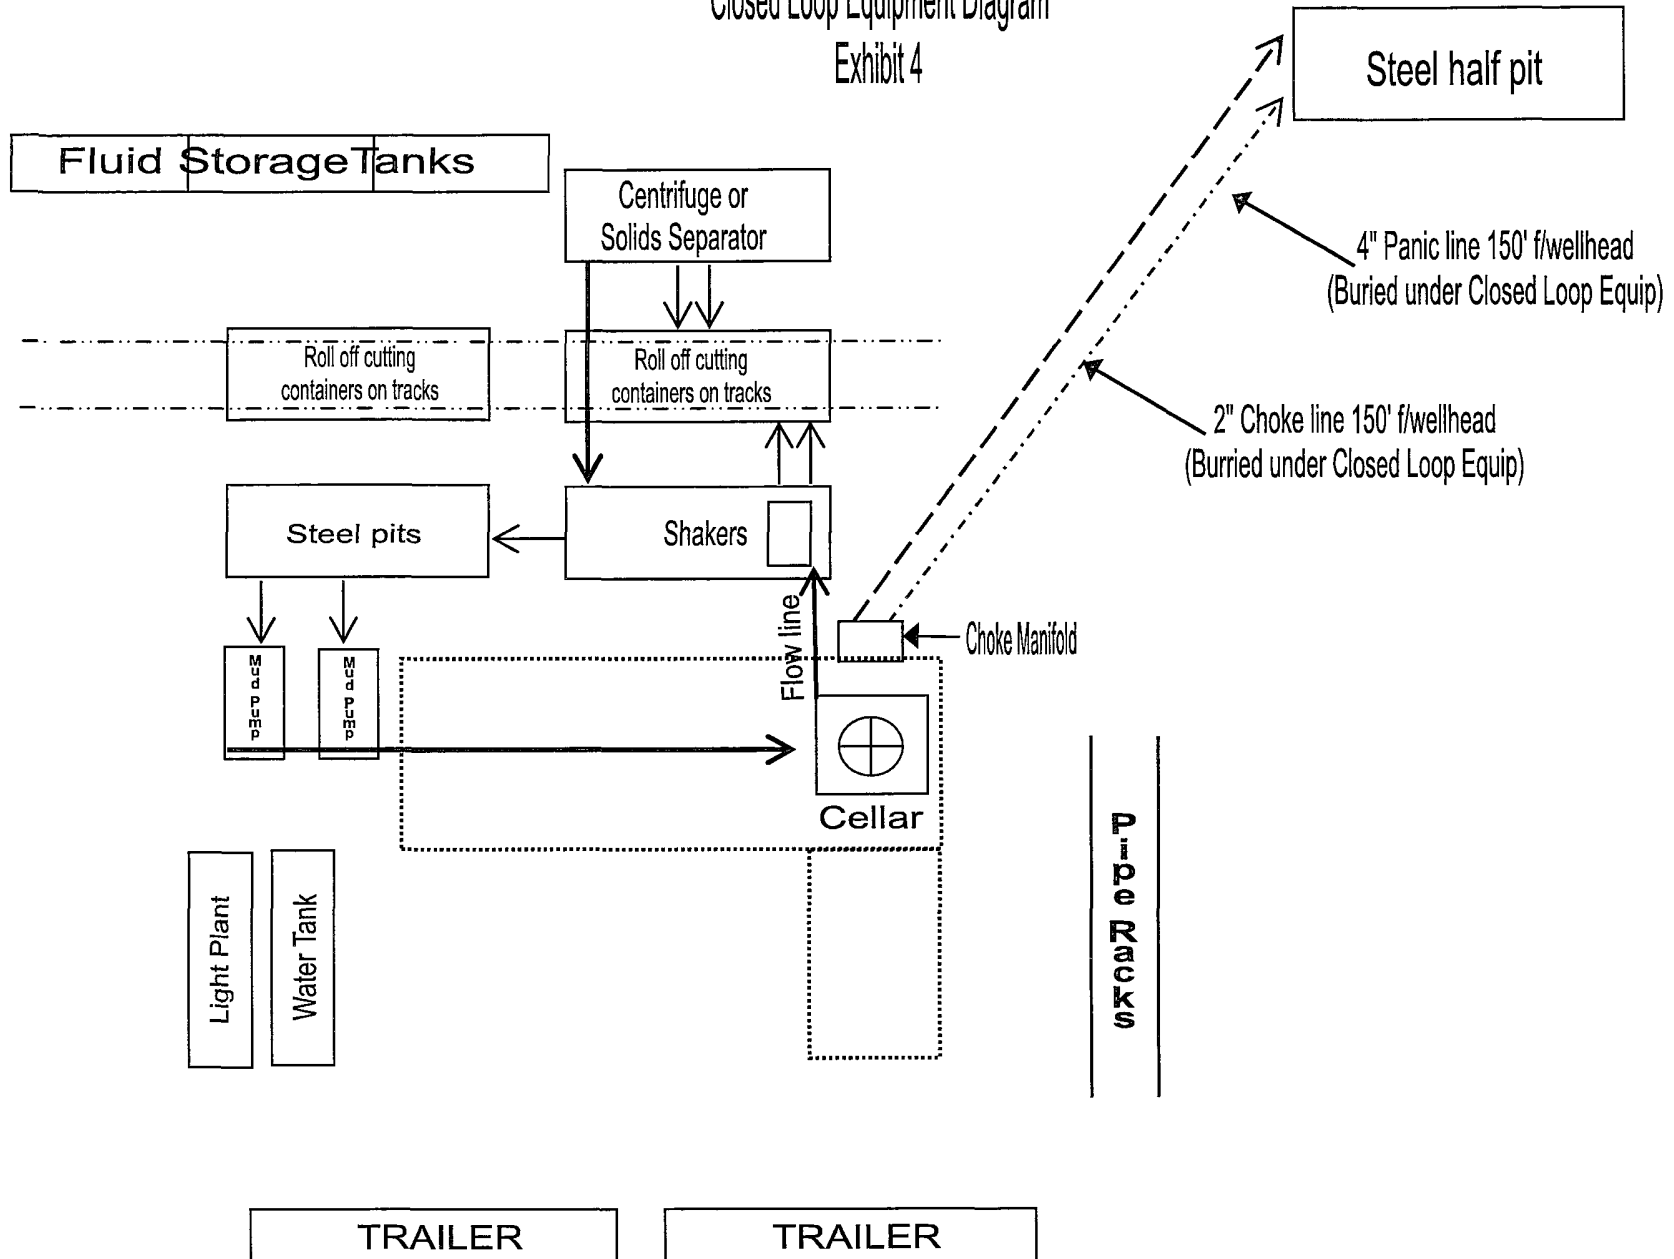 Closed Loop Equipment Diagram
Exhibit 4
Steel half pit
Fluid StorageTanks
Centrifuge or
Solids Separator
4" Panic line 150' f/wellhead
(Buried under Closed Loop Equip)
Roll off cutting
containers on tracks
Roll off cutting
containers on tracks
2" Choke line 150' f/wellhead
(Burried under Closed Loop Equip)
Steel pits
Shakers
Flow line
Choke Manifold
Mud Pump
Mud Pump
Cellar
Pipe Racks
Light Plant
Water Tank
TRAILER
TRAILER